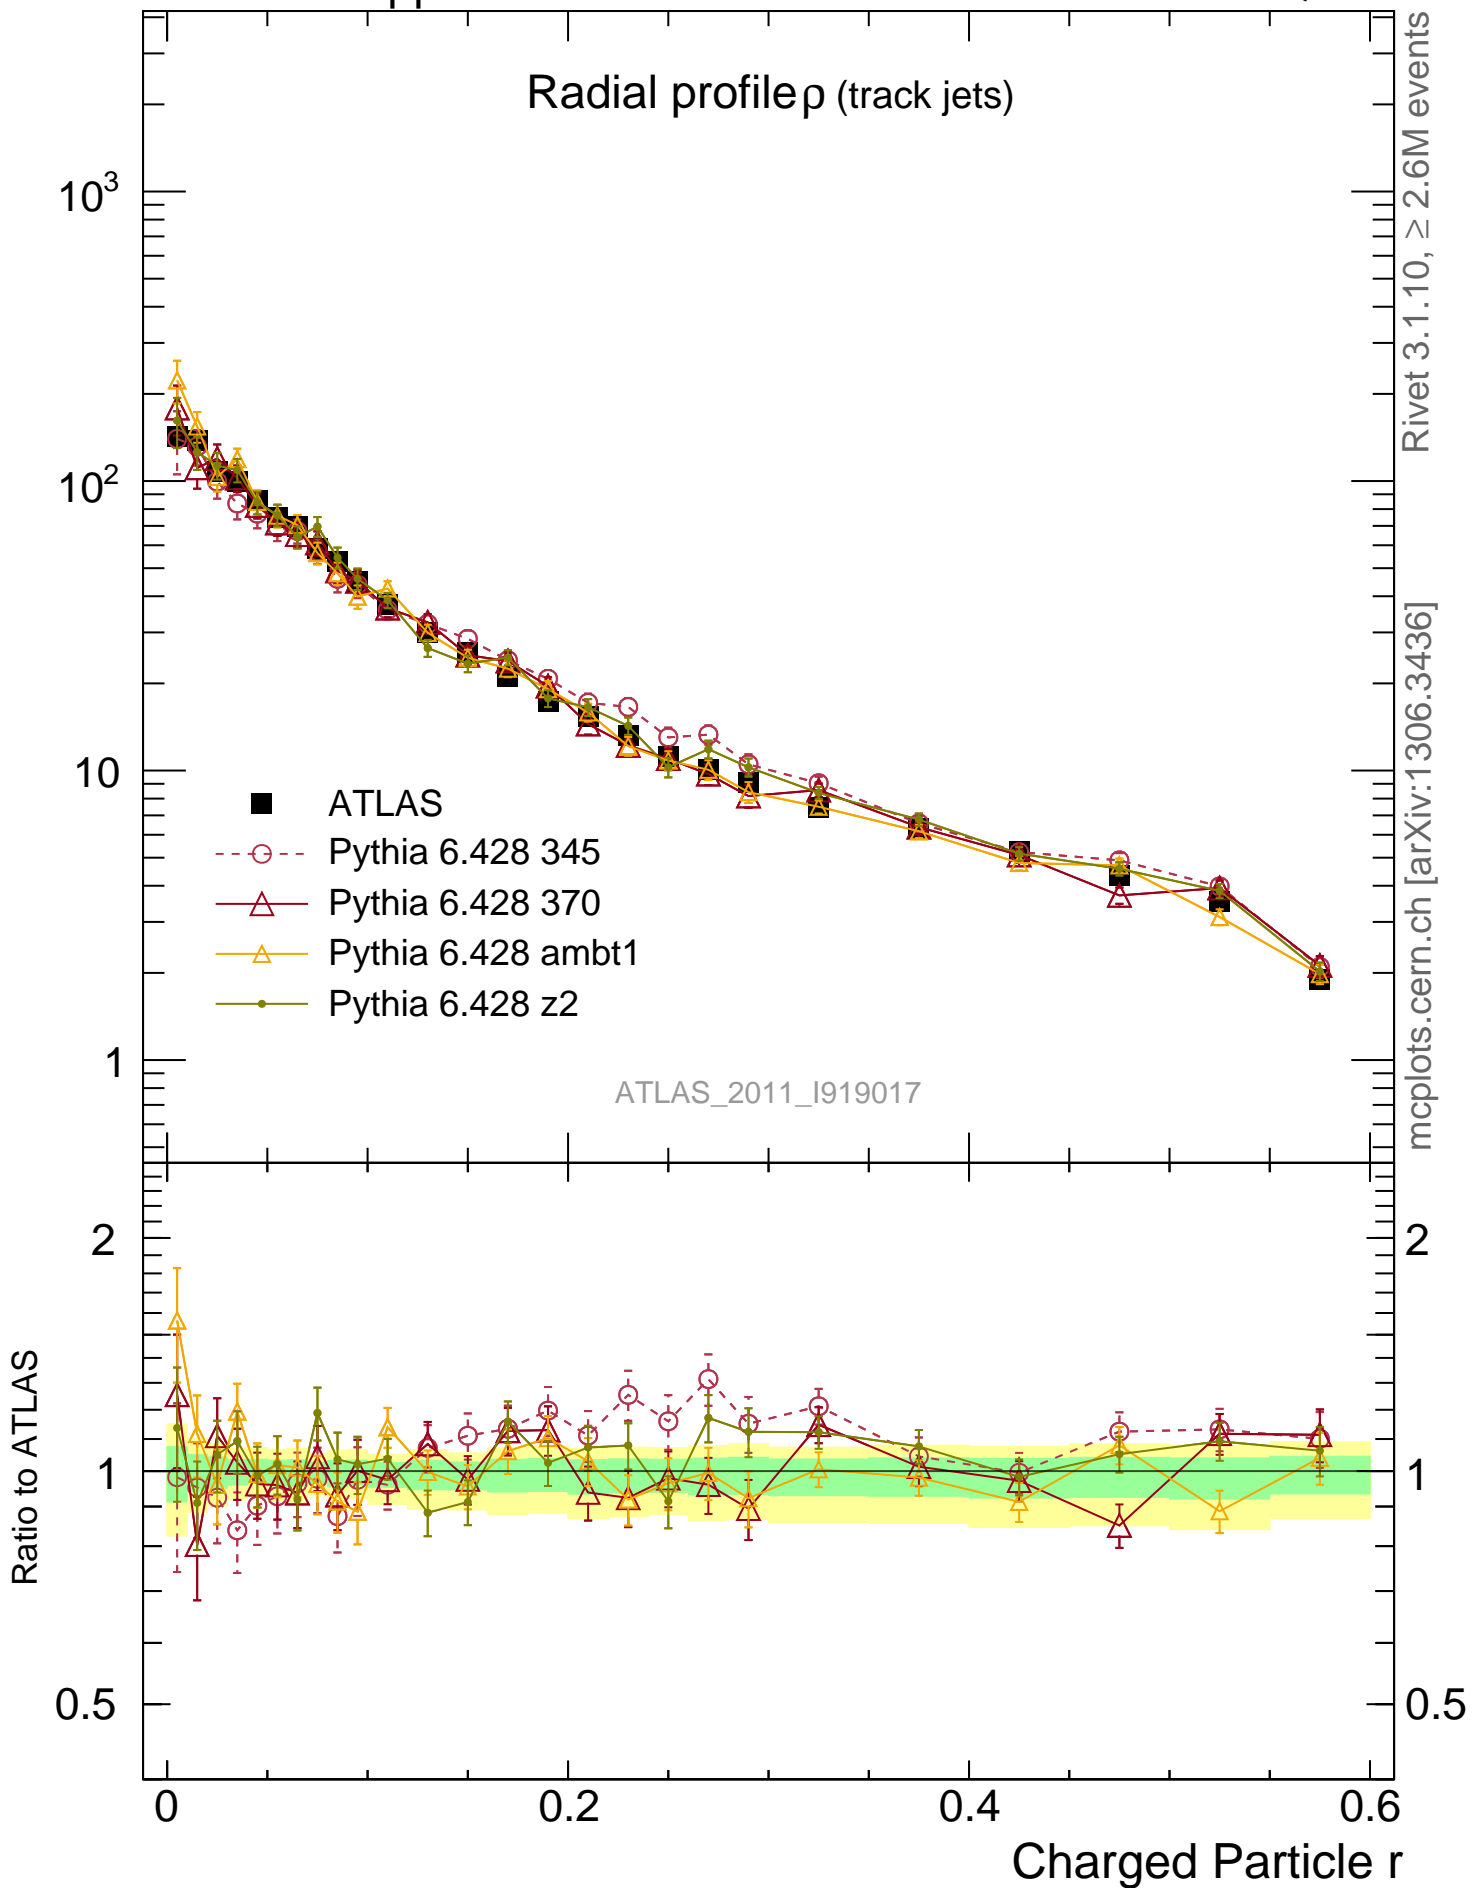 Radial profile ρ (track jets)
10³
10²
10
1
ATLAS
Pythia 6.428 345
Pythia 6.428 370
Pythia 6.428 ambt1
Pythia 6.428 z2
ATLAS_2011_I919017
Rivet 3.1.10, ≥ 2.6M events
mcplots.cern.ch [arXiv:1306.3436]
Ratio to ATLAS
2
1
0.5
2
1
0.5
0
0.2
0.4
0.6
Charged Particle r